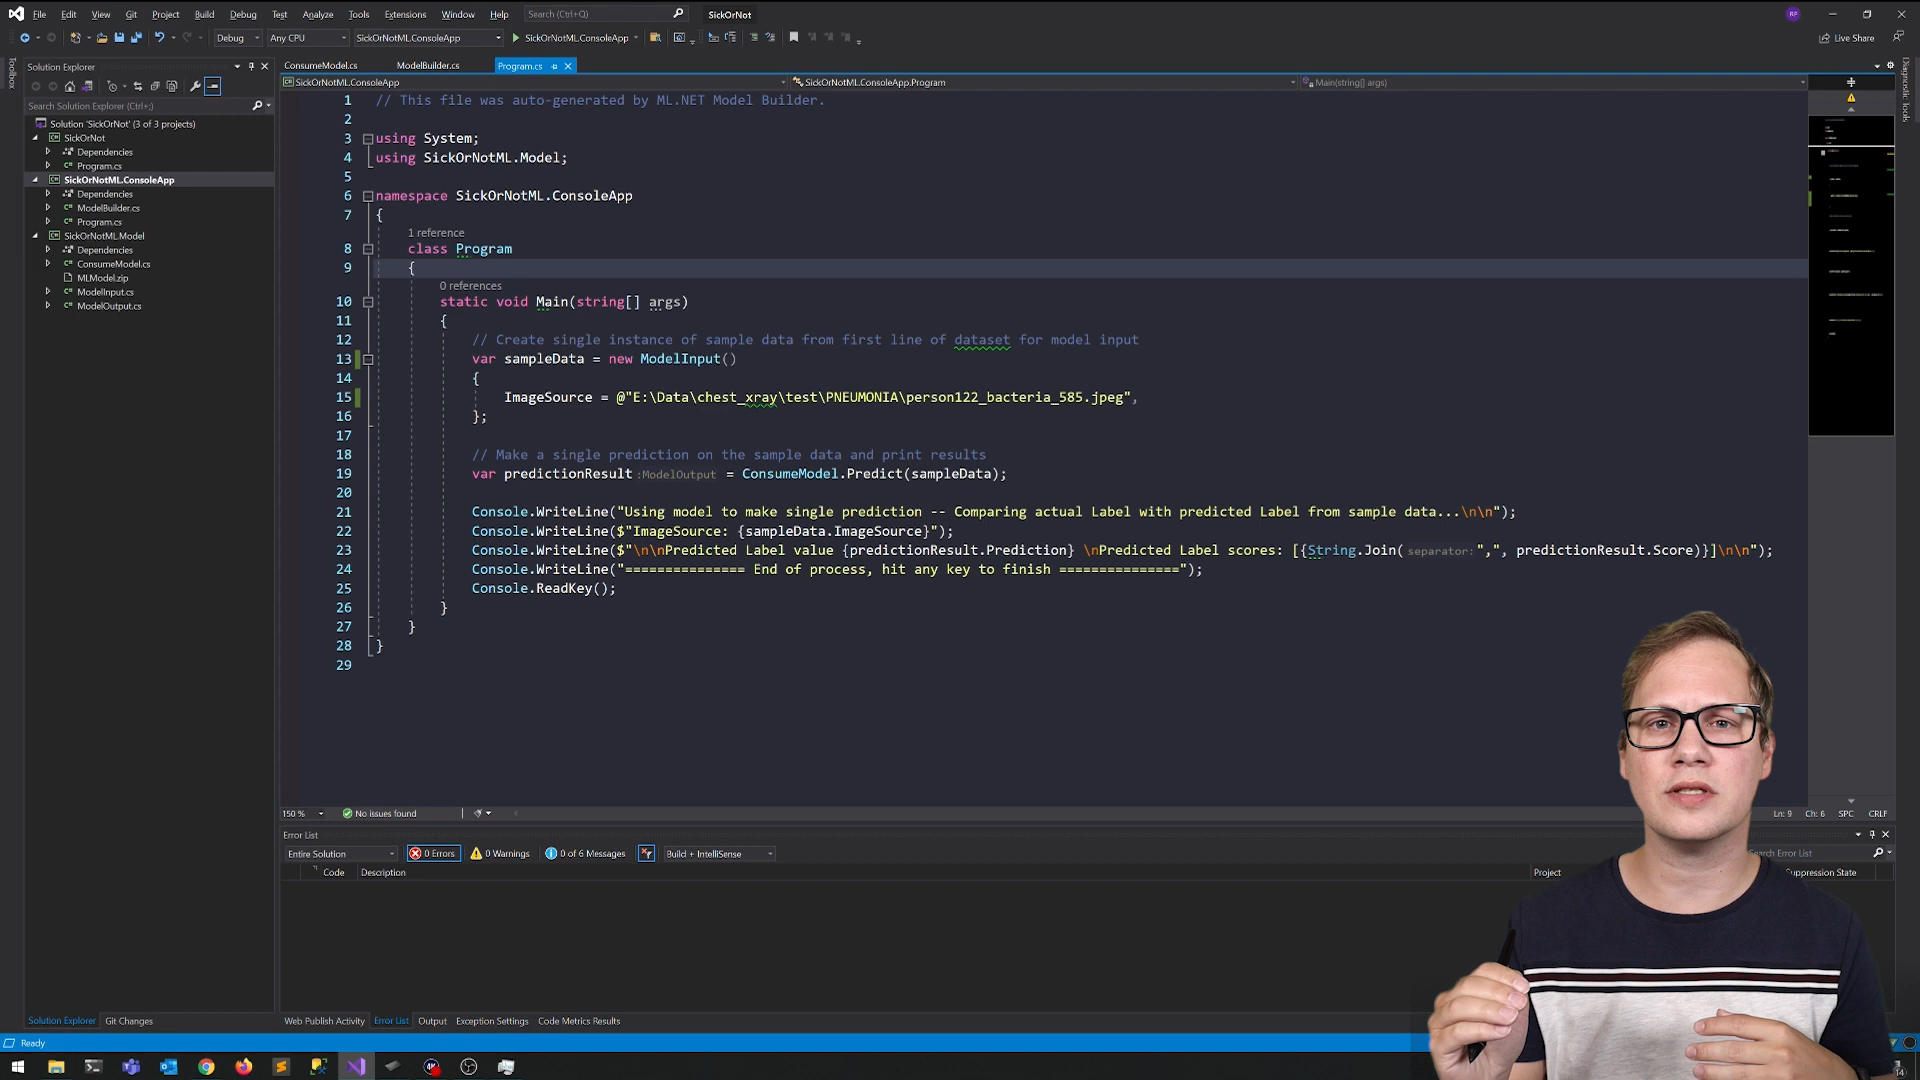 File Edit View Git Project Build Debug Test Analyze Tools Extensions Window Help Search (Ctrl+Q) SickOrNot RP
Debug Any CPU SickOrNotML.ConsoleApp SickOrNotML.ConsoleApp Live Share
Toolbox
Solution Explorer
Search Solution Explorer (Ctrl+;)
Solution 'SickOrNot' (3 of 3 projects)
SickOrNot
Dependencies
Program.cs
SickOrNotML.ConsoleApp
Dependencies
ModelBuilder.cs
Program.cs
SickOrNotML.Model
Dependencies
ConsumeModel.cs
MLModel.zip
ModelInput.cs
ModelOutput.cs
Solution Explorer Git Changes
ConsumeModel.cs ModelBuilder.cs Program.cs
SickOrNotML.ConsoleApp SickOrNotML.ConsoleApp.Program Main(string[] args)
Diagnostic Tools
1 // This file was auto-generated by ML.NET Model Builder.
2
3 using System;
4 using SickOrNotML.Model;
5
6 namespace SickOrNotML.ConsoleApp
7 {
1 reference
8 class Program
9 {
0 references
10 static void Main(string[] args)
11 {
12 // Create single instance of sample data from first line of dataset for model input
13 var sampleData = new ModelInput()
14 {
15 ImageSource = @"E:\Data\chest_xray\test\PNEUMONIA\person122_bacteria_585.jpeg",
16 };
17
18 // Make a single prediction on the sample data and print results
19 var predictionResult :ModelOutput = ConsumeModel.Predict(sampleData);
20
21 Console.WriteLine("Using model to make single prediction -- Comparing actual Label with predicted Label from sample data...\n\n");
22 Console.WriteLine($"ImageSource: {sampleData.ImageSource}");
23 Console.WriteLine($"\n\nPredicted Label value {predictionResult.Prediction} \nPredicted Label scores: [{String.Join( separator: ",", predictionResult.Score)}]\n\n");
24 Console.WriteLine("=============== End of process, hit any key to finish ===============");
25 Console.ReadKey();
26 }
27 }
28 }
29
150 % No issues found Ln: 9 Ch: 6 SPC CRLF
Error List
Entire Solution 0 Errors 0 Warnings 0 of 6 Messages Build + IntelliSense Search Error List
Code Description Project Suppression State
Web Publish Activity Error List Output Exception Settings Code Metrics Results
Ready
14